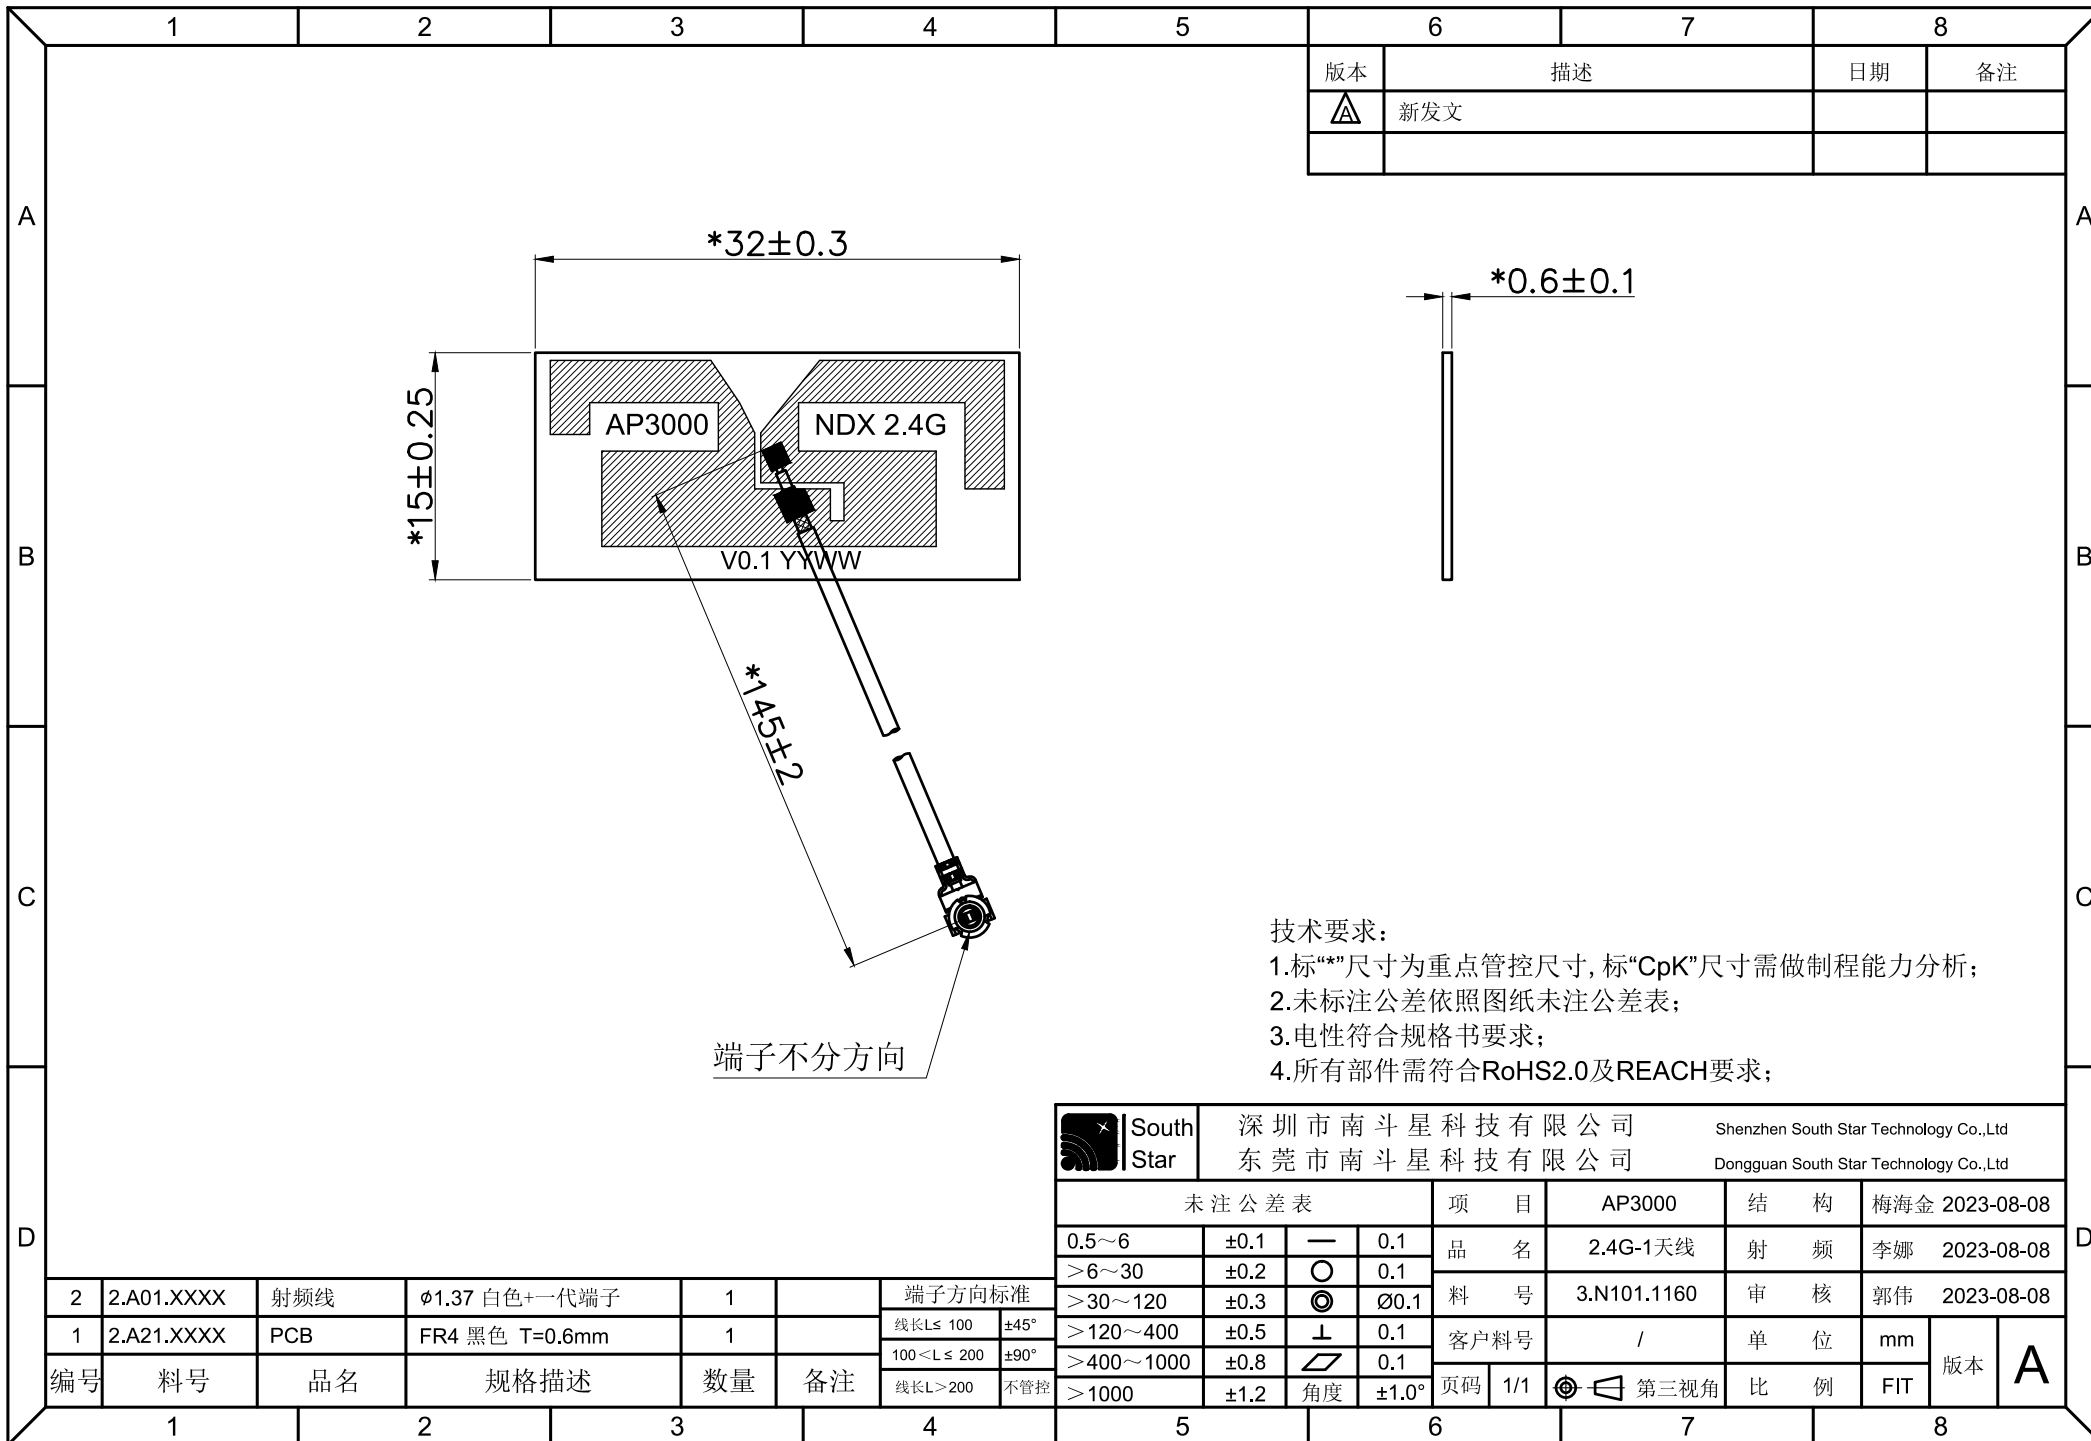 1 2 3 4 5 6 7 8
版本 描述 日期 备注
A 新发文
A A
*32±0.3
*0.6±0.1
*15±0.25
AP3000 NDX 2.4G
V0.1 YYWW
B B
*145±2
C C
端子不分方向
技术要求：
1.标“*”尺寸为重点管控尺寸, 标“CpK”尺寸需做制程能力分析；
2.未标注公差依照图纸未注公差表；
3.电性符合规格书要求；
4.所有部件需符合RoHS2.0及REACH要求；
South
Star
深圳市南斗星科技有限公司 Shenzhen South Star Technology Co.,Ltd
东莞市南斗星科技有限公司 Dongguan South Star Technology Co.,Ltd
D D
未注公差表
0.5～6 ±0.1 0.1
＞6～30 ±0.2 0.1
＞30～120 ±0.3 Ø0.1
＞120～400 ±0.5 0.1
＞400～1000 ±0.8 0.1
＞1000 ±1.2 角度 ±1.0°
项目 AP3000 结构 梅海金 2023-08-08
品名 2.4G-1天线 射频 李娜 2023-08-08
料号 3.N101.1160 审核 郭伟 2023-08-08
客户料号 / 单位 mm
页码 1/1 第三视角 比例 FIT
版本 A
2 2.A01.XXXX 射频线 ϕ1.37 白色+一代端子 1
1 2.A21.XXXX PCB FR4 黑色 T=0.6mm 1
编号 料号 品名 规格描述 数量 备注
端子方向标准
线长L≤ 100 ±45°
100＜L ≤ 200 ±90°
线长L＞200 不管控
1 2 3 4 5 6 7 8